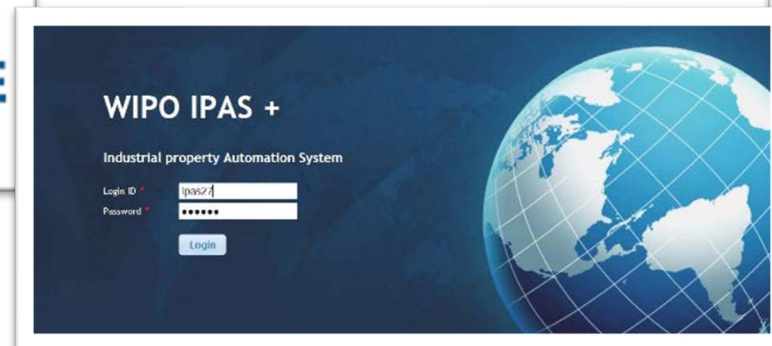 E
WIPO IPAS +
Industrial property Automation System
Login ID *
Ipas27
Password *
••••••
Login